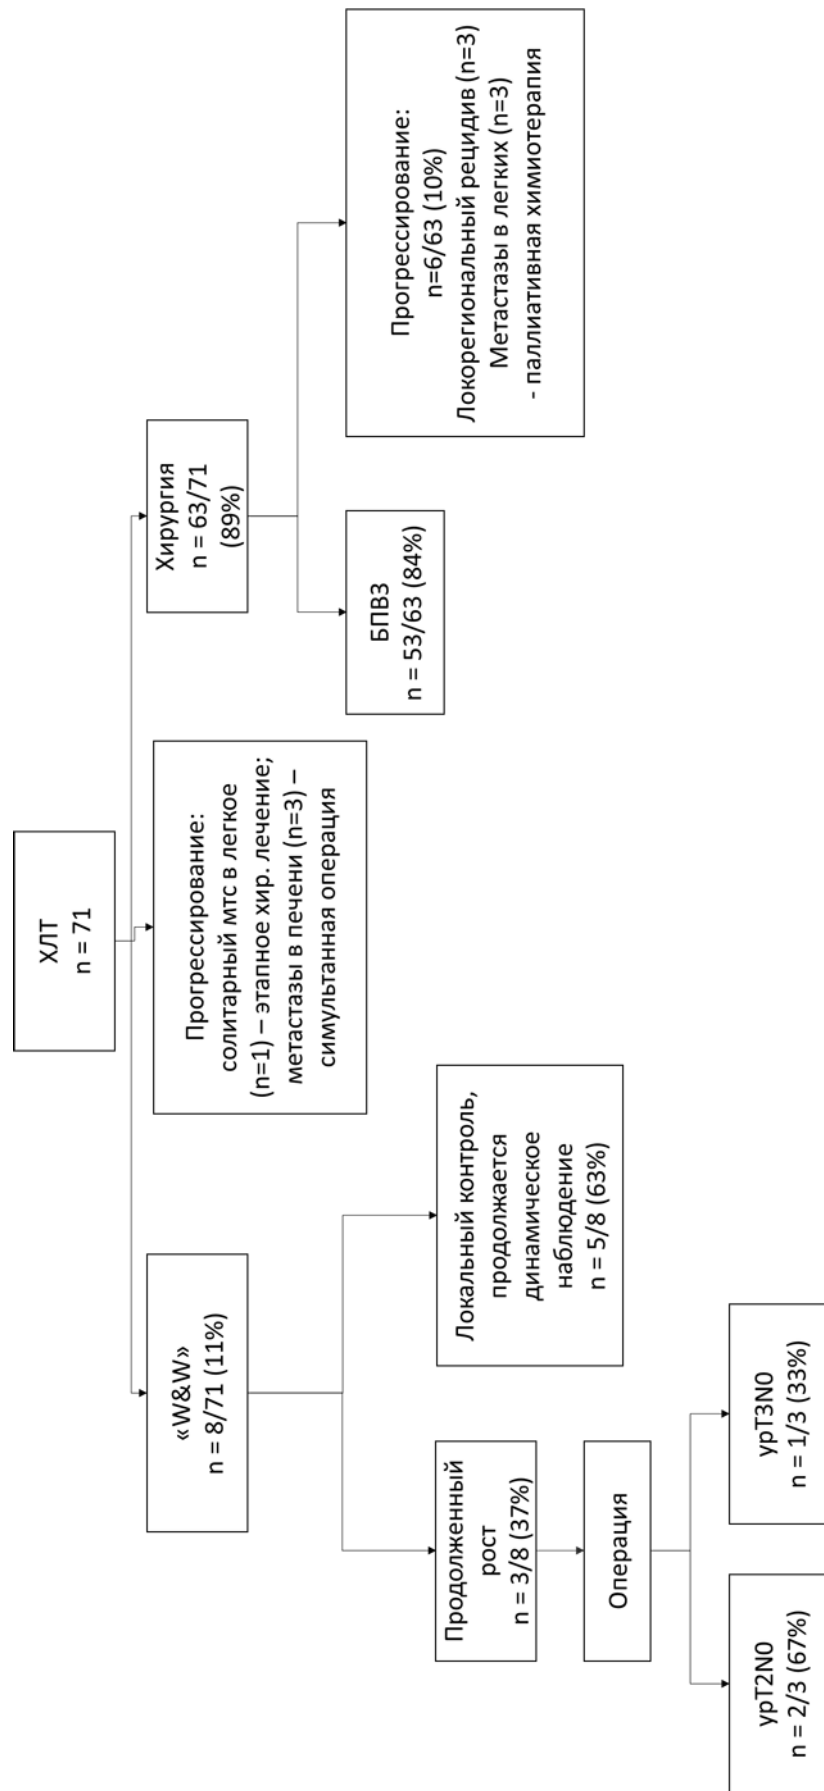 ХЛТ
n = 71
«W&W»
n = 8/71 (11%)
Прогрессирование:
солитарный мтс в легкое
(n=1) – этапное хир. лечение;
метастазы в печени (n=3) –
симультанная операция
Хирургия
n = 63/71
(89%)
Продолженный
рост
n = 3/8 (37%)
Локальный контроль,
продолжается
динамическое
наблюдение
n = 5/8 (63%)
БПВЗ
n = 53/63 (84%)
Прогрессирование:
n=6/63 (10%)
Локорегиональный рецидив (n=3)
Метастазы в легких (n=3)
- паллиативная химиотерапия
Операция
ypT2N0
n = 2/3 (67%)
ypT3N0
n = 1/3 (33%)